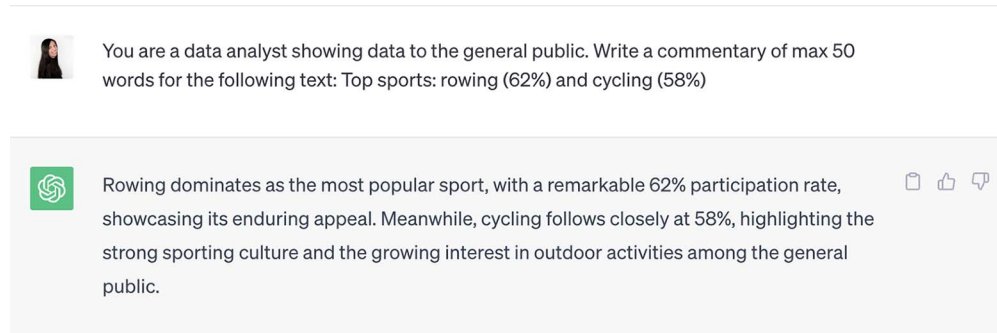 You are a data analyst showing data to the general public. Write a commentary of max 50
words for the following text: Top sports: rowing (62%) and cycling (58%)
Rowing dominates as the most popular sport, with a remarkable 62% participation rate,
showcasing its enduring appeal. Meanwhile, cycling follows closely at 58%, highlighting the
strong sporting culture and the growing interest in outdoor activities among the general
public.